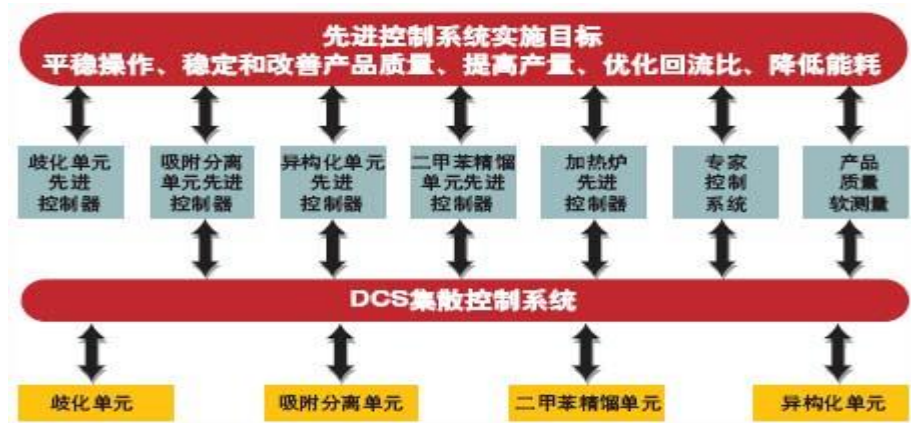 先进控制系统实施目标
平稳操作、稳定和改善产品质量、提高产量、优化回流比、降低能耗
歧化单元
先进
控制器
吸附分离
单元先进
控制器
异构化单元
先进
控制器
二甲苯精馏
单元先进
控制器
加热炉
先进
控制器
专家
控制
系统
产品
质量
软测量
DCS集散控制系统
歧化单元
吸附分离单元
二甲苯精馏单元
异构化单元